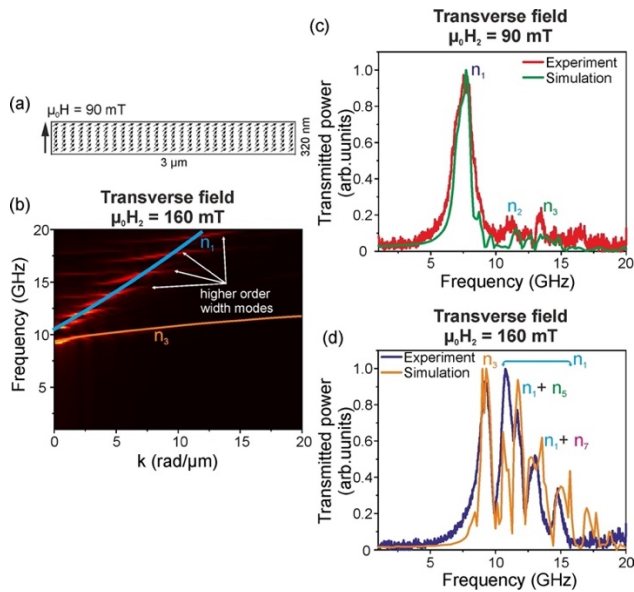 (a)
μ₀H = 90 mT
320 nm
3 μm
(b)
Transverse field
μ₀H₂ = 160 mT
Frequency (GHz)
20
15
10
5
n₁
higher order
width modes
n₃
0
5
10
15
20
k (rad/μm)
(c)
Transverse field
μ₀H₂ = 90 mT
Transmitted power
(arb.uunits)
1.0
0.8
0.6
0.4
0.2
0
n₁
Experiment
Simulation
n₂
n₃
5
10
15
20
Frequency (GHz)
(d)
Transverse field
μ₀H₂ = 160 mT
Transmitted power
(arb.uunits)
1.0
0.8
0.6
0.4
0.2
0.0
Experiment
Simulation
n₃
n₁
n₁+ n₅
n₁+ n₇
5
10
15
20
Frequency (GHz)